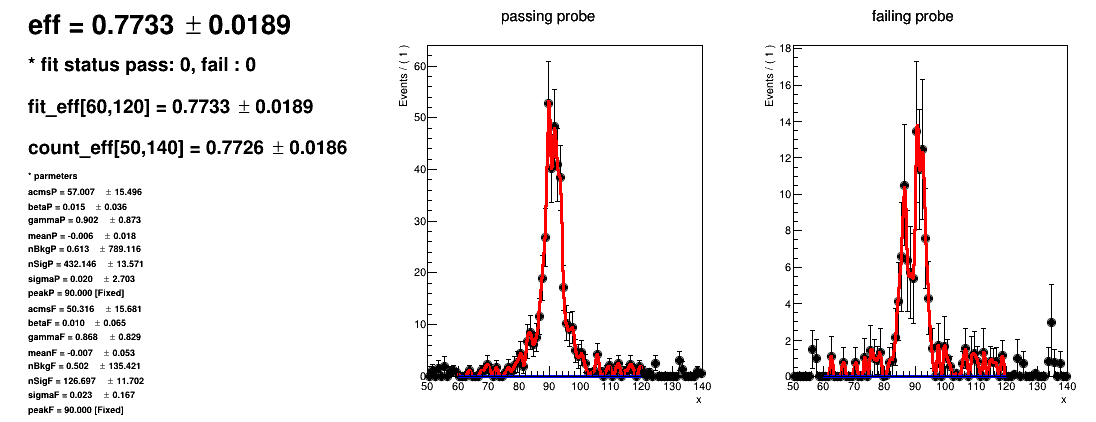 eff = 0.7733 ± 0.0189
* fit status pass: 0, fail : 0
fit_eff[60,120] = 0.7733 ± 0.0189
count_eff[50,140] = 0.7726 ± 0.0186
* parmeters
acmsP = 57.007 ± 15.496
betaP = 0.015 ± 0.036
gammaP = 0.902 ± 0.873
meanP = -0.006 ± 0.018
nBkgP = 0.613 ± 789.116
nSigP = 432.146 ± 13.571
sigmaP = 0.020 ± 2.703
peakP = 90.000 [Fixed]
acmsF = 50.316 ± 15.681
betaF = 0.010 ± 0.065
gammaF = 0.868 ± 0.829
meanF = -0.007 ± 0.053
nBkgF = 0.502 ± 135.421
nSigF = 126.697 ± 11.702
sigmaF = 0.023 ± 0.167
peakF = 90.000 [Fixed]
passing probe
Events / ( 1 )
60
50
40
30
20
10
0
50 60 70 80 90 100 110 120 130 140
x
failing probe
Events / ( 1 )
18
16
14
12
10
8
6
4
2
0
50 60 70 80 90 100 110 120 130 140
x